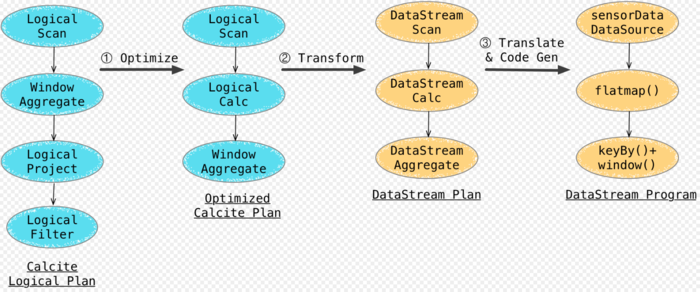 Logical
Scan
Window
Aggregate
Logical
Project
Logical
Filter
Calcite
Logical Plan
① Optimize
Logical
Scan
Logical
Calc
Window
Aggregate
Optimized
Calcite Plan
② Transform
DataStream
Scan
DataStream
Calc
DataStream
Aggregate
DataStream Plan
③ Translate
& Code Gen
sensorData
DataSource
flatmap()
keyBy()+
window()
DataStream Program